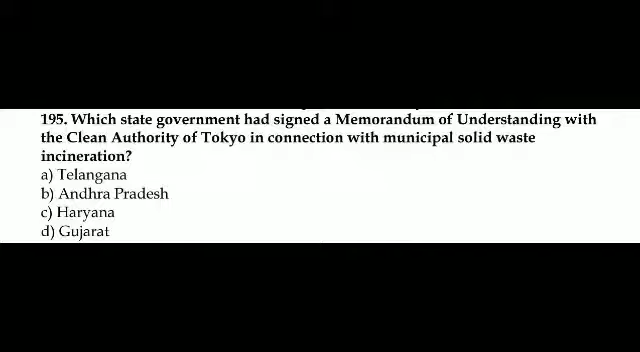 195. Which state government had signed a Memorandum of Understanding with
the Clean Authority of Tokyo in connection with municipal solid waste
incineration?
a) Telangana
b) Andhra Pradesh
c) Haryana
d) Gujarat